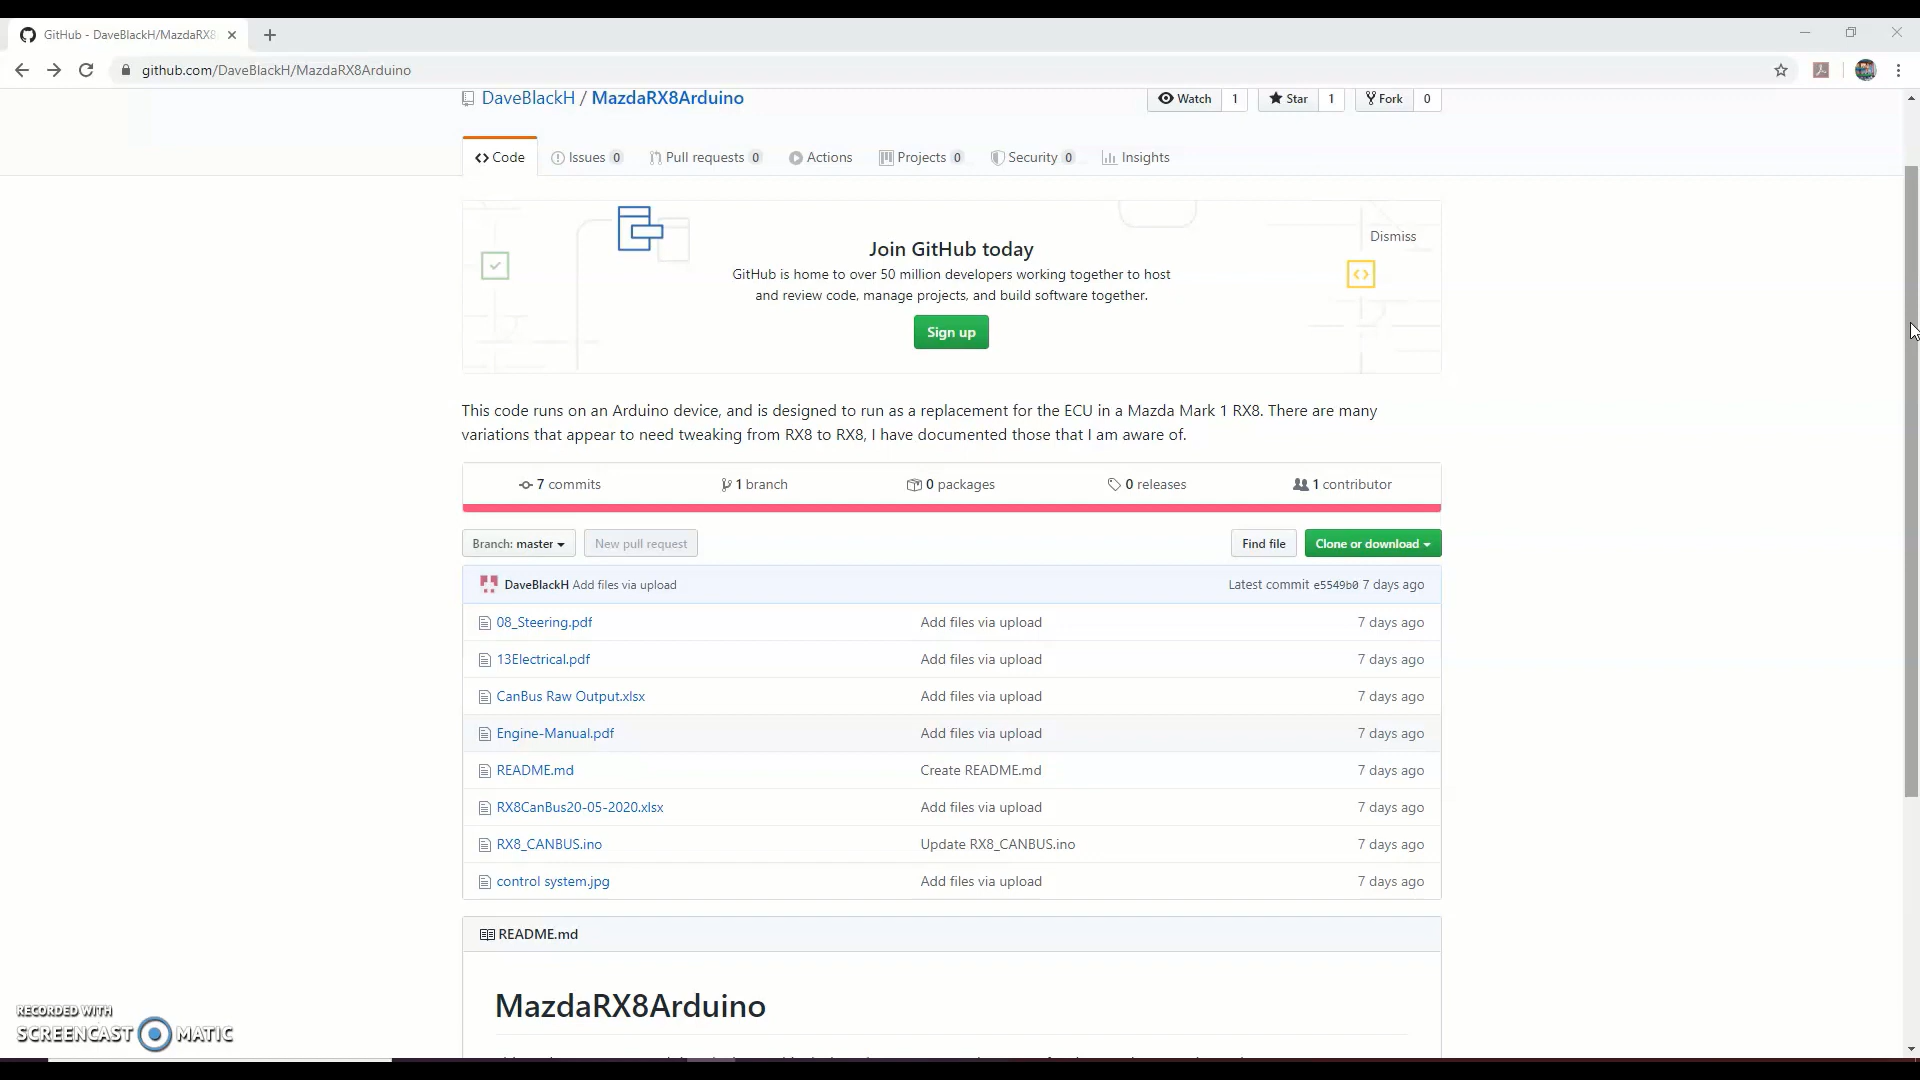 GitHub - DaveBlackH/MazdaRX8
github.com/DaveBlackH/MazdaRX8Arduino
DaveBlackH / MazdaRX8Arduino
Watch 1 Star 1 Fork 0
Code Issues 0 Pull requests 0 Actions Projects 0 Security 0 Insights
Dismiss
Join GitHub today
GitHub is home to over 50 million developers working together to host
and review code, manage projects, and build software together.
Sign up
This code runs on an Arduino device, and is designed to run as a replacement for the ECU in a Mazda Mark 1 RX8. There are many
variations that appear to need tweaking from RX8 to RX8, I have documented those that I am aware of.
7 commits 1 branch 0 packages 0 releases 1 contributor
Branch: master New pull request Find file Clone or download
DaveBlackH Add files via upload Latest commit e5549b0 7 days ago
08_Steering.pdf Add files via upload 7 days ago
13Electrical.pdf Add files via upload 7 days ago
CanBus Raw Output.xlsx Add files via upload 7 days ago
Engine-Manual.pdf Add files via upload 7 days ago
README.md Create README.md 7 days ago
RX8CanBus20-05-2020.xlsx Add files via upload 7 days ago
RX8_CANBUS.ino Update RX8_CANBUS.ino 7 days ago
control system.jpg Add files via upload 7 days ago
README.md
MazdaRX8Arduino
RECORDED WITH
SCREENCAST MATIC